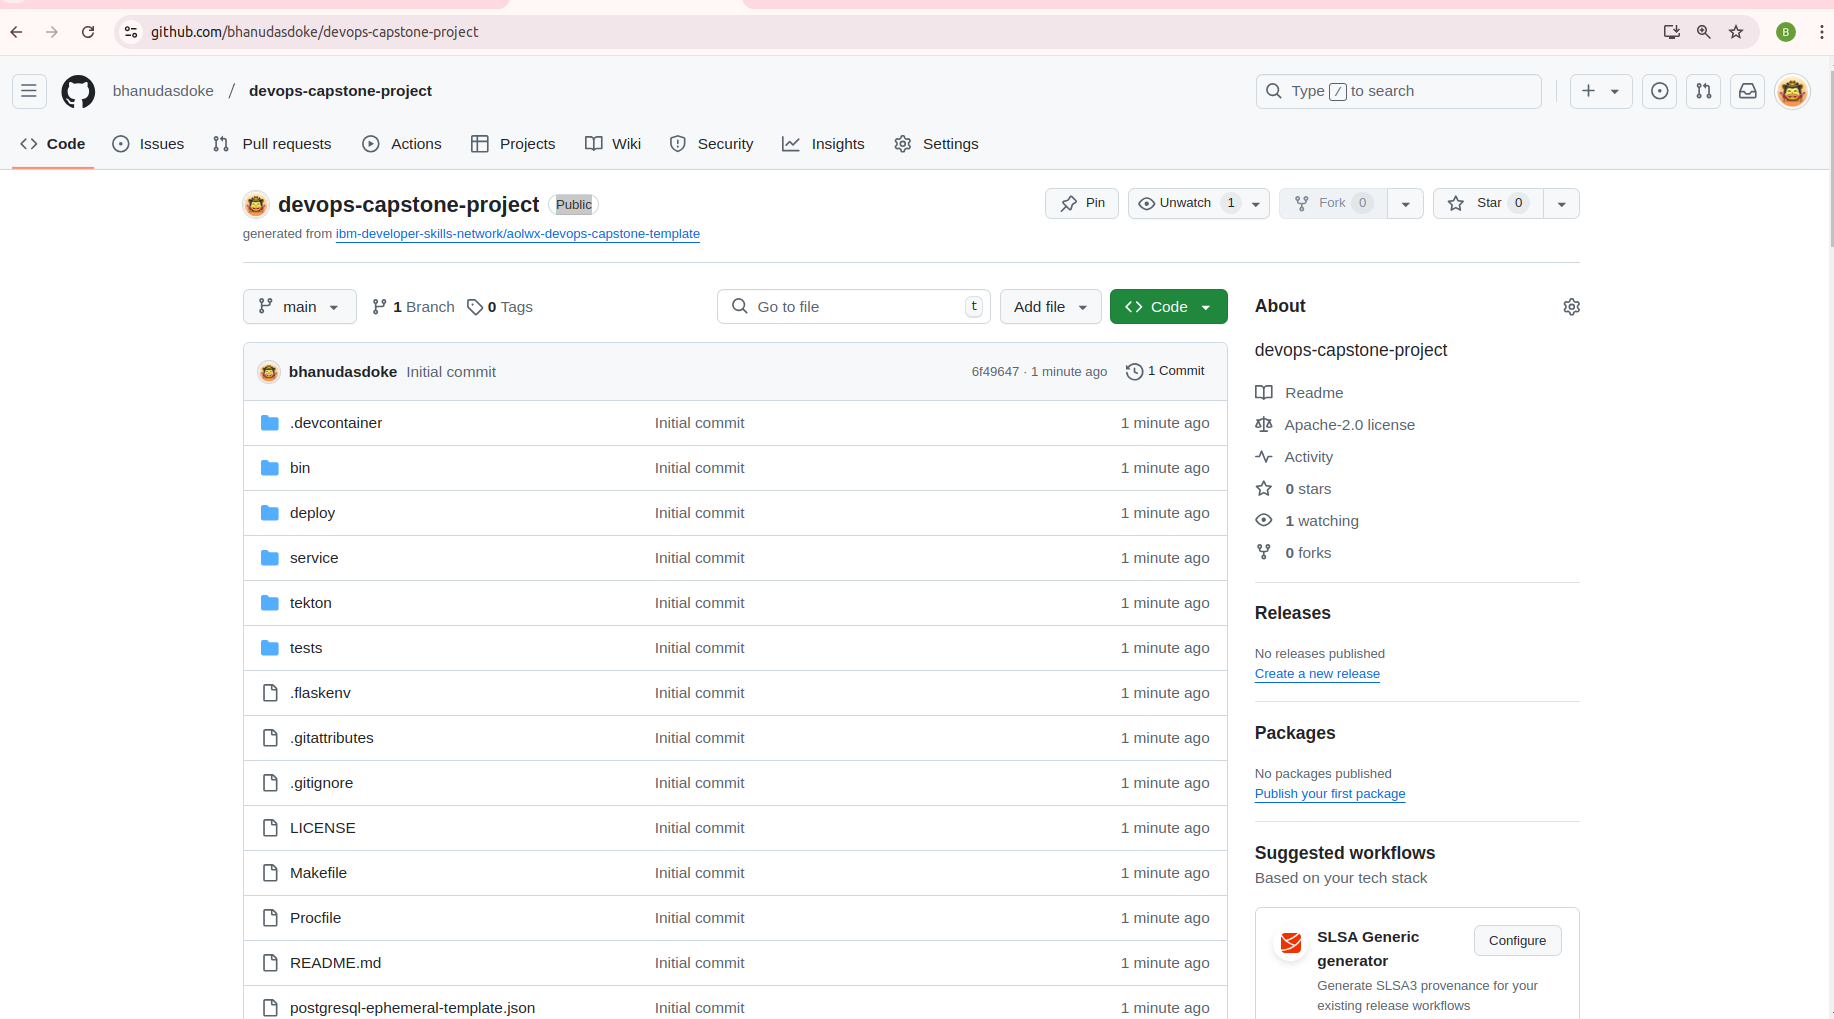 github.com/bhanudasdoke/devops-capstone-project
B
bhanudasdoke / devops-capstone-project
Type / to search
Code Issues Pull requests Actions Projects Wiki Security Insights Settings
devops-capstone-project Public
Pin Unwatch 1 Fork 0 Star 0
generated from ibm-developer-skills-network/aolwx-devops-capstone-template
main 1 Branch 0 Tags Go to file t Add file Code
bhanudasdoke Initial commit 6f49647 · 1 minute ago 1 Commit
.devcontainer Initial commit 1 minute ago
bin Initial commit 1 minute ago
deploy Initial commit 1 minute ago
service Initial commit 1 minute ago
tekton Initial commit 1 minute ago
tests Initial commit 1 minute ago
.flaskenv Initial commit 1 minute ago
.gitattributes Initial commit 1 minute ago
.gitignore Initial commit 1 minute ago
LICENSE Initial commit 1 minute ago
Makefile Initial commit 1 minute ago
Procfile Initial commit 1 minute ago
README.md Initial commit 1 minute ago
postgresql-ephemeral-template.json Initial commit 1 minute ago
About
devops-capstone-project
Readme
Apache-2.0 license
Activity
0 stars
1 watching
0 forks
Releases
No releases published
Create a new release
Packages
No packages published
Publish your first package
Suggested workflows
Based on your tech stack
SLSA Generic
generator
Configure
Generate SLSA3 provenance for your
existing release workflows